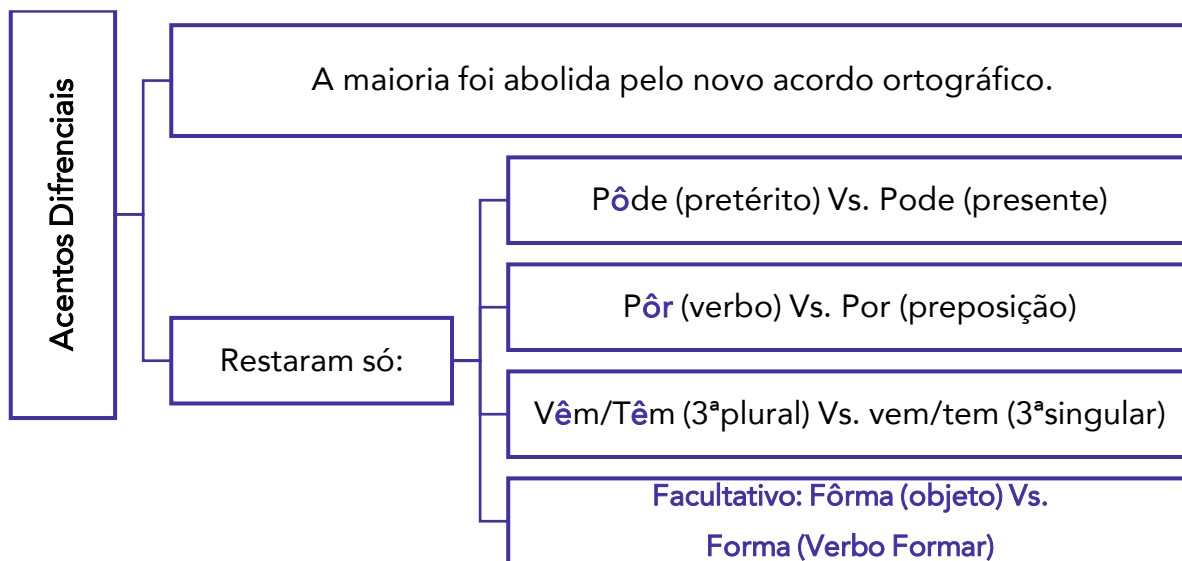 Acentos Difrenciais
A maioria foi abolida pelo novo acordo ortográfico.
Restaram só:
Pôde (pretérito) Vs. Pode (presente)
Pôr (verbo) Vs. Por (preposição)
Vêm/Têm (3ªplural) Vs. vem/tem (3ªsingular)
Facultativo: Fôrma (objeto) Vs.
Forma (Verbo Formar)